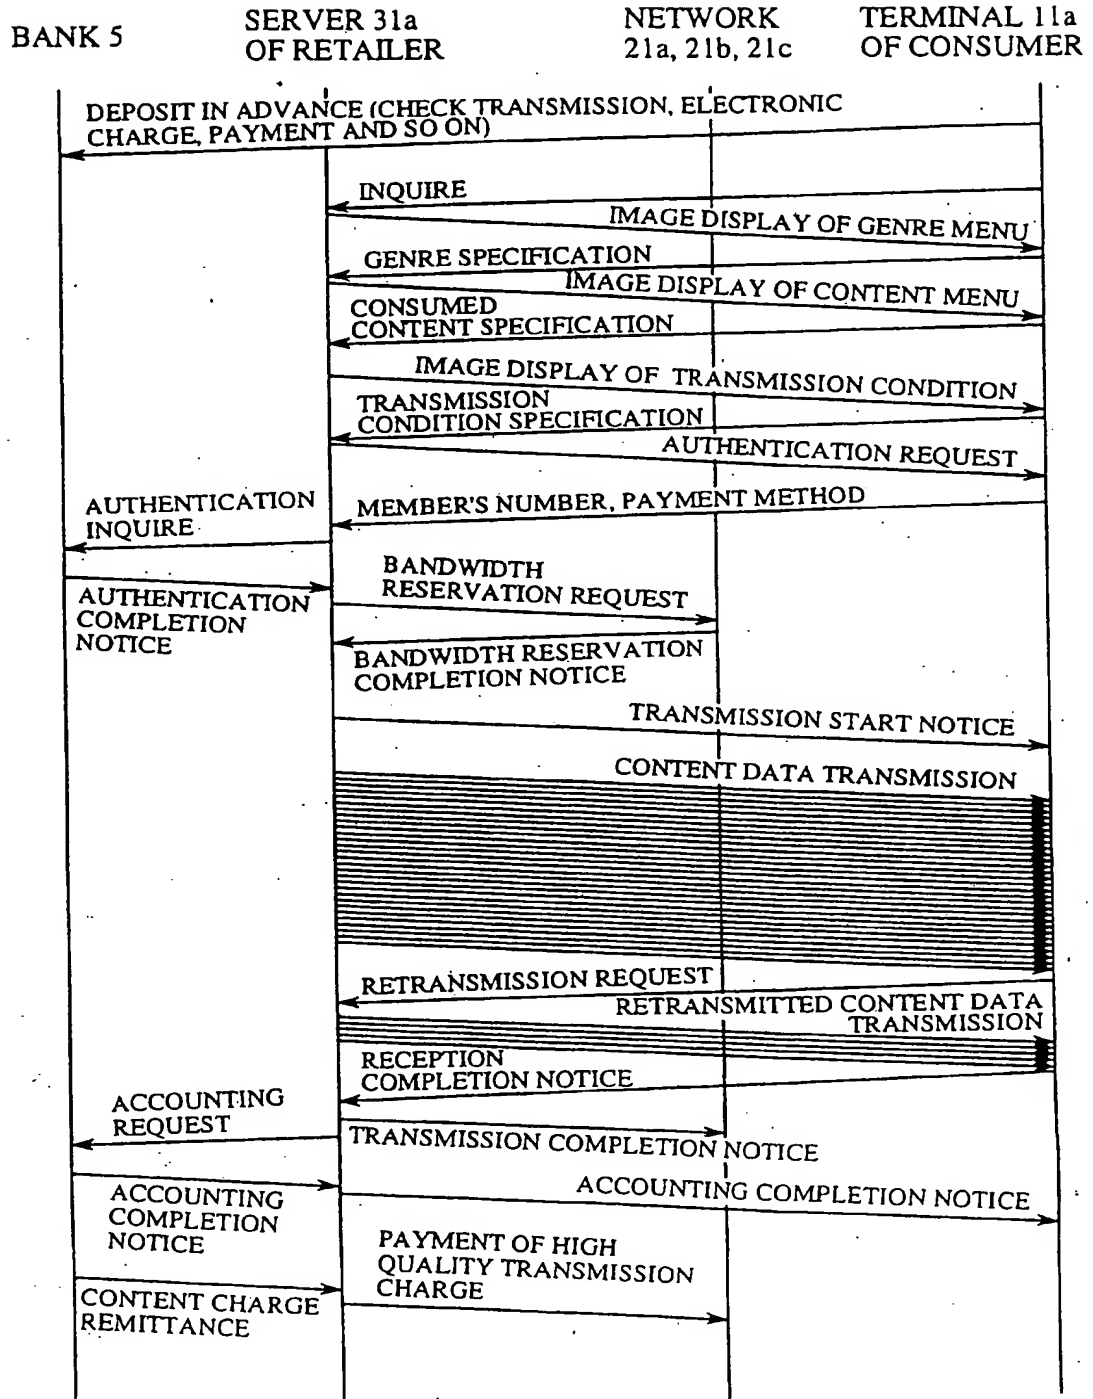 BANK 5
SERVER 31a
OF RETAILER
NETWORK
21a, 21b, 21c
TERMINAL 11a
OF CONSUMER
DEPOSIT IN ADVANCE (CHECK TRANSMISSION, ELECTRONIC
CHARGE, PAYMENT AND SO ON)
INQUIRE
IMAGE DISPLAY OF GENRE MENU
GENRE SPECIFICATION
IMAGE DISPLAY OF CONTENT MENU
CONSUMED
CONTENT SPECIFICATION
IMAGE DISPLAY OF TRANSMISSION CONDITION
TRANSMISSION
CONDITION SPECIFICATION
AUTHENTICATION REQUEST
MEMBER'S NUMBER, PAYMENT METHOD
AUTHENTICATION
INQUIRE
BANDWIDTH
RESERVATION REQUEST
AUTHENTICATION
COMPLETION
NOTICE
BANDWIDTH RESERVATION
COMPLETION NOTICE
TRANSMISSION START NOTICE
CONTENT DATA TRANSMISSION
RETRANSMISSION REQUEST
RETRANSMITTED CONTENT DATA
TRANSMISSION
RECEPTION
COMPLETION NOTICE
ACCOUNTING
REQUEST
TRANSMISSION COMPLETION NOTICE
ACCOUNTING COMPLETION NOTICE
ACCOUNTING
COMPLETION
NOTICE
PAYMENT OF HIGH
QUALITY TRANSMISSION
CHARGE
CONTENT CHARGE
REMITTANCE